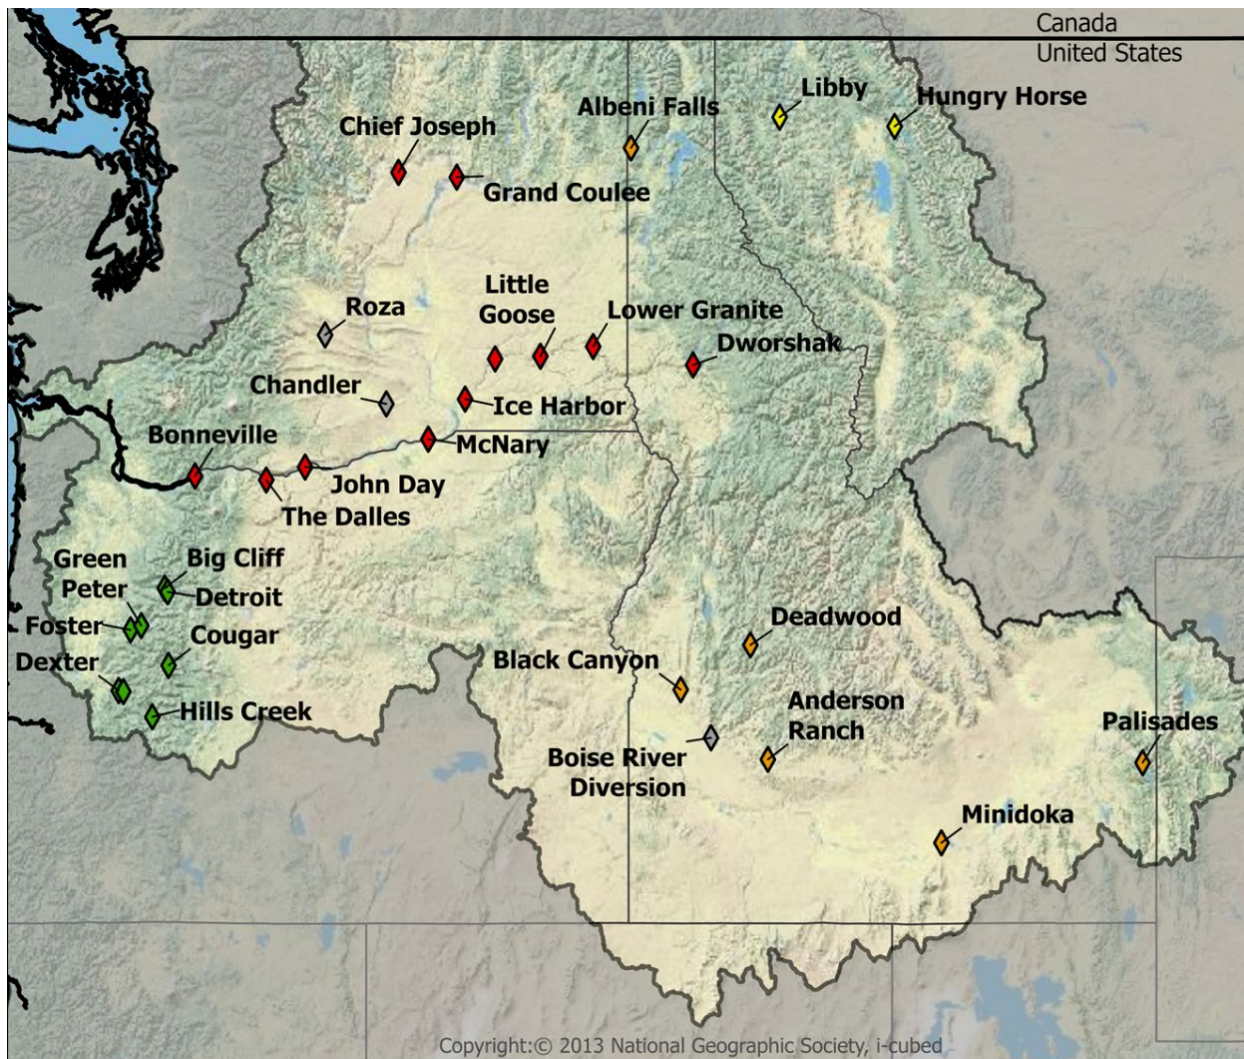 Canada
United States
Libby
Hungry Horse
Albeni Falls
Chief Joseph
Grand Coulee
Little
Goose
Roza
Lower Granite
Dworshak
Chandler
Ice Harbor
Bonneville
McNary
John Day
The Dalles
Green
Peter
Big Cliff
Detroit
Foster
Cougar
Dexter
Hills Creek
Deadwood
Black Canyon
Anderson
Ranch
Boise River
Diversion
Palisades
Minidoka
Copyright:© 2013 National Geographic Society, i-cubed